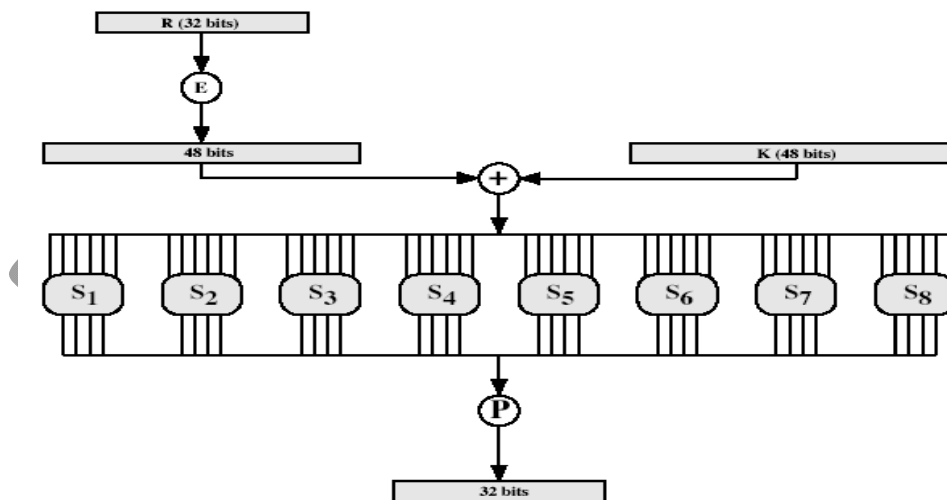 R (32 bits)
E
48 bits
K (48 bits)
+
S1 S2 S3 S4 S5 S6 S7 S8
P
32 bits